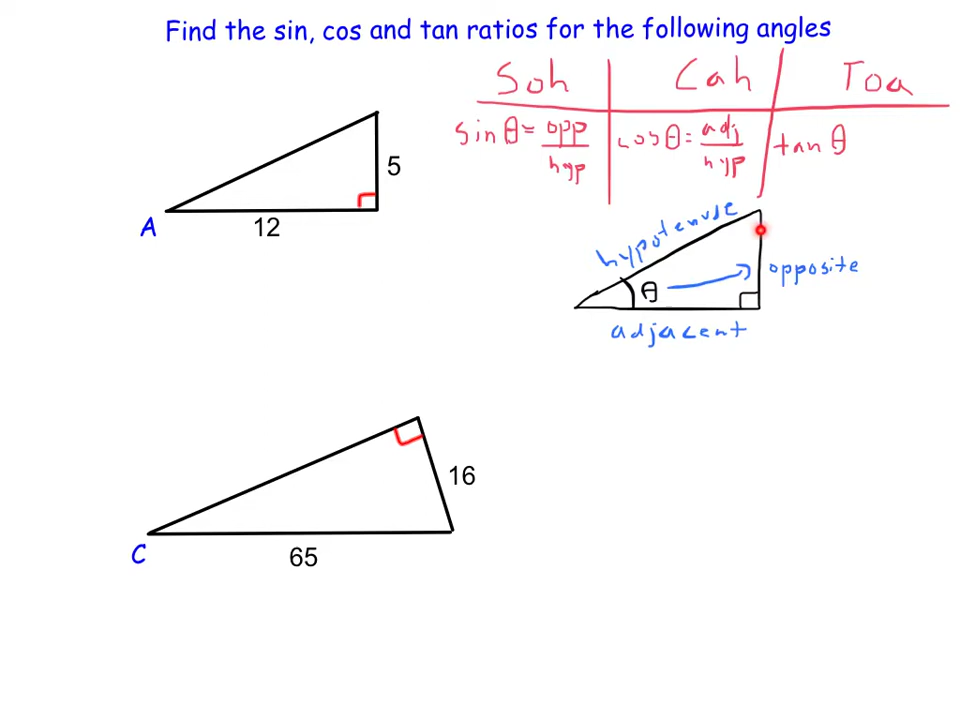 Find the sin, cos and tan ratios for the following angles
Soh Cah Toa
sin θ = opp/hyp cos θ = adj/hyp tan θ
5
A
12
hypotenuse
θ
opposite
adjacent
16
C
65